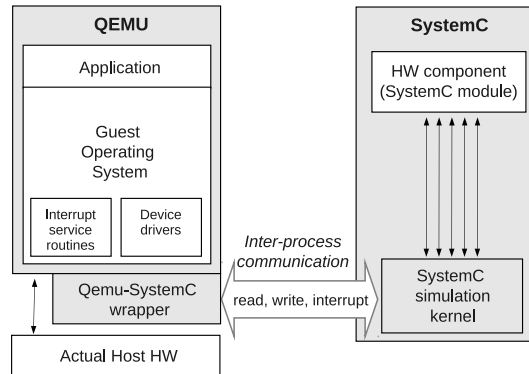 QEMU
Application
Guest
Operating
System
Interrupt
service
routines
Device
drivers
Qemu-SystemC
wrapper
Actual Host HW
Inter-process
communication
read, write, interrupt
SystemC
HW component
(SystemC module)
SystemC
simulation
kernel